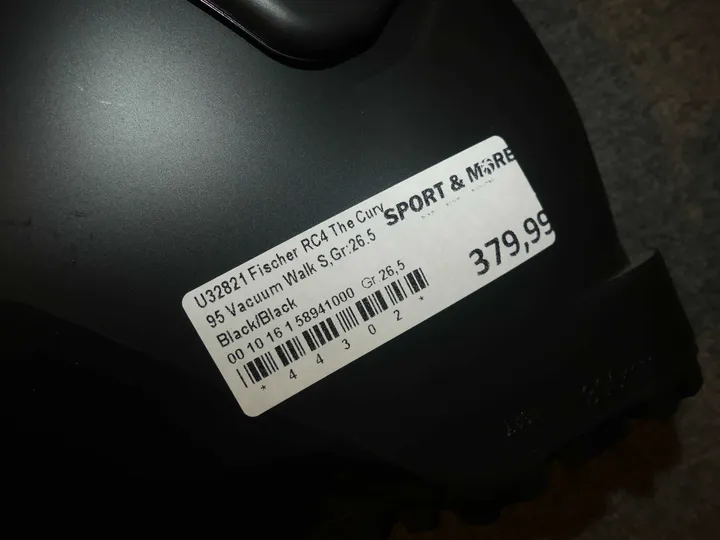 SPORT & MORE
U32821 Fischer RC4 The Curv
95 Vacuum Walk S,Gr:26.5
Black/Black
379,99
00 10 16 1 58941000 Gr.26,5
* 4 4 3 0 2 *